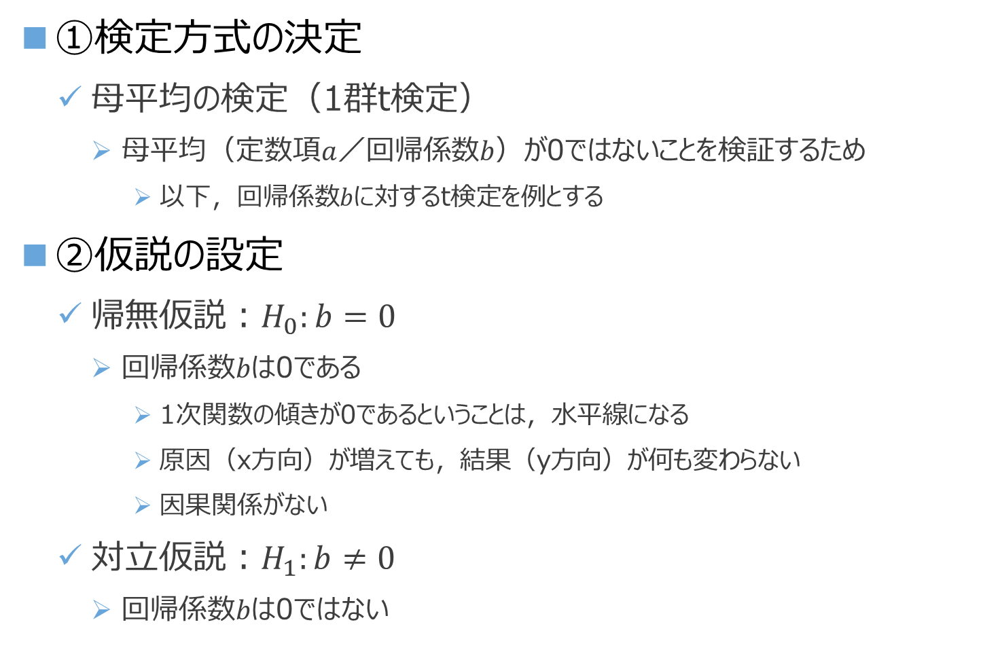 ①検定方式の決定
母平均の検定（1群t検定）
母平均（定数項a／回帰係数b）が0ではないことを検証するため
以下，回帰係数bに対するt検定を例とする
②仮説の設定
帰無仮説：H₀: b = 0
回帰係数bは0である
1次関数の傾きが0であるということは，水平線になる
原因（x方向）が増えても，結果（y方向）が何も変わらない
因果関係がない
対立仮説：H₁: b ≠ 0
回帰係数bは0ではない